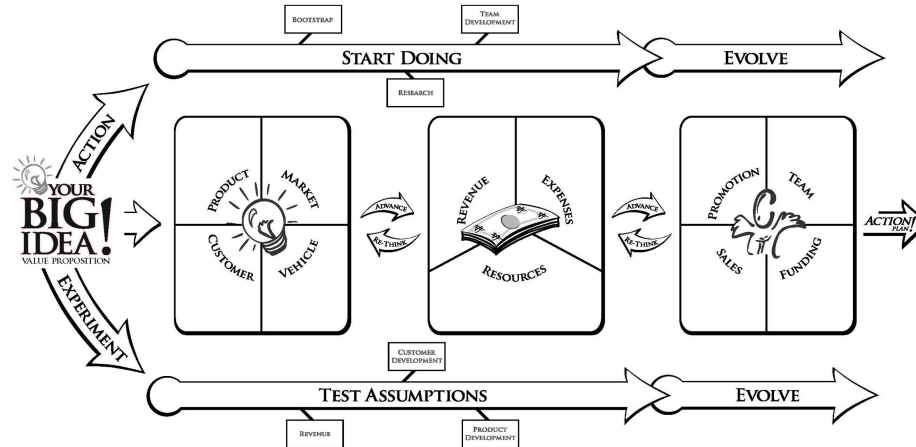 BOOTSTRAP
TEAM
DEVELOPMENT
START DOING
EVOLVE
RESEARCH
ACTION
YOUR
BIG
IDEA!
VALUE PROPOSITION
EXPERIMENT
PRODUCT
MARKET
CUSTOMER
VEHICLE
ADVANCE
RE-THINK
REVENUE
EXPENSES
RESOURCES
ADVANCE
RE-THINK
PROMOTION
TEAM
SALES
FUNDING
ACTION!
PLAN
CUSTOMER
DEVELOPMENT
TEST ASSUMPTIONS
EVOLVE
REVENUE
PRODUCT
DEVELOPMENT